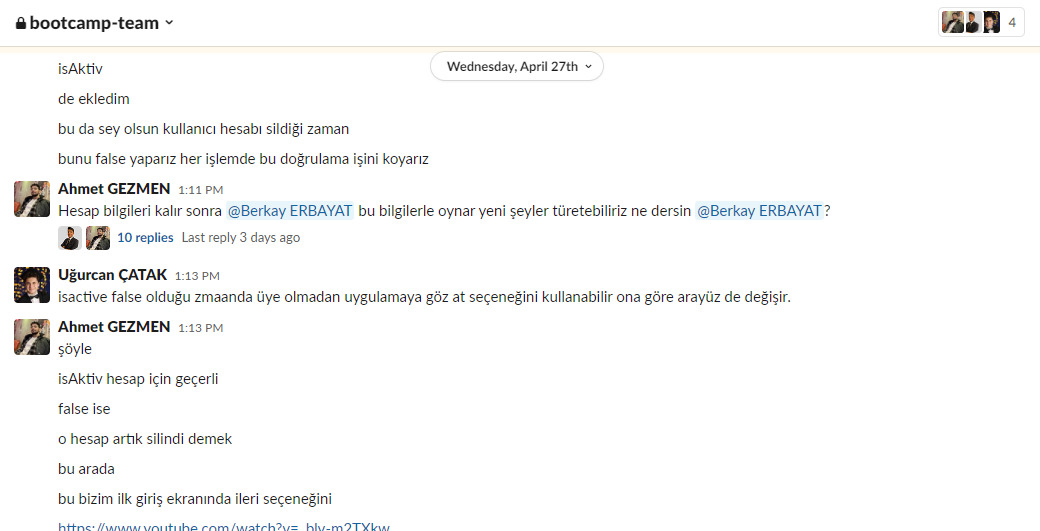 bootcamp-team
4
Wednesday, April 27th
isAktiv
de ekledim
bu da sey olsun kullanıcı hesabı sildiği zaman
bunu false yaparız her işlemde bu doğrulama işini koyarız
Ahmet GEZMEN 1:11 PM
Hesap bilgileri kalır sonra @Berkay ERBAYAT bu bilgilerle oynar yeni şeyler türetebiliriz ne dersin @Berkay ERBAYAT ?
10 replies Last reply 3 days ago
Uğurcan ÇATAK 1:13 PM
isactive false olduğu zmaanda üye olmadan uygulamaya göz at seçeneğini kullanabilir ona göre arayüz de değişir.
Ahmet GEZMEN 1:13 PM
şöyle
isAktiv hesap için geçerli
false ise
o hesap artık silindi demek
bu arada
bu bizim ilk giriş ekranında ileri seçeneğini